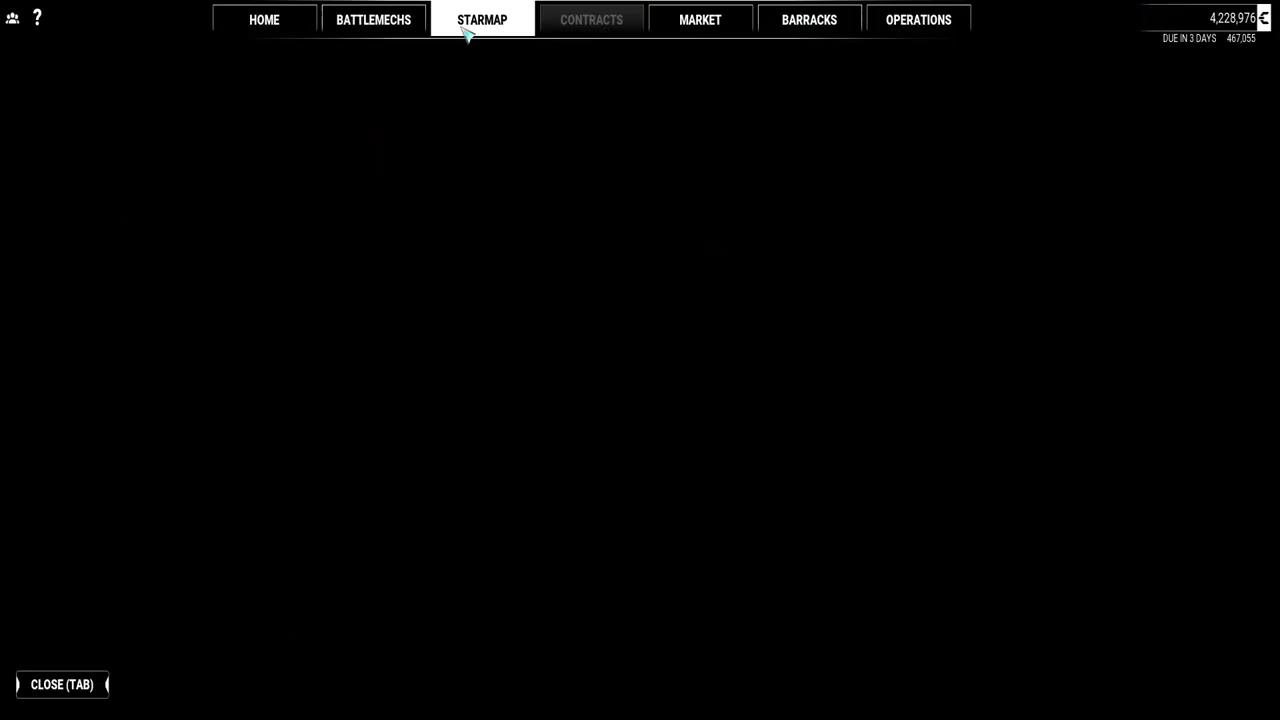 ?
HOME
BATTLEMECHS
STARMAP
CONTRACTS
MARKET
BARRACKS
OPERATIONS
4,228,976
DUE IN 3 DAYS 467,055
CLOSE (TAB)